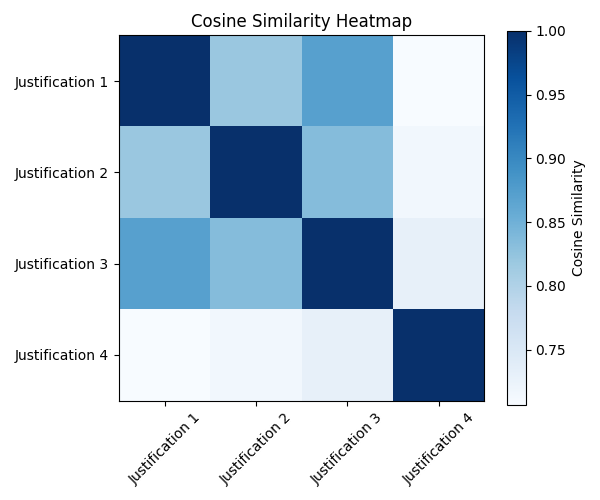 Cosine Similarity Heatmap
Justification 1
Justification 2
Justification 3
Justification 4
Justification 1
Justification 2
Justification 3
Justification 4
1.00
0.95
0.90
0.85
0.80
0.75
Cosine Similarity